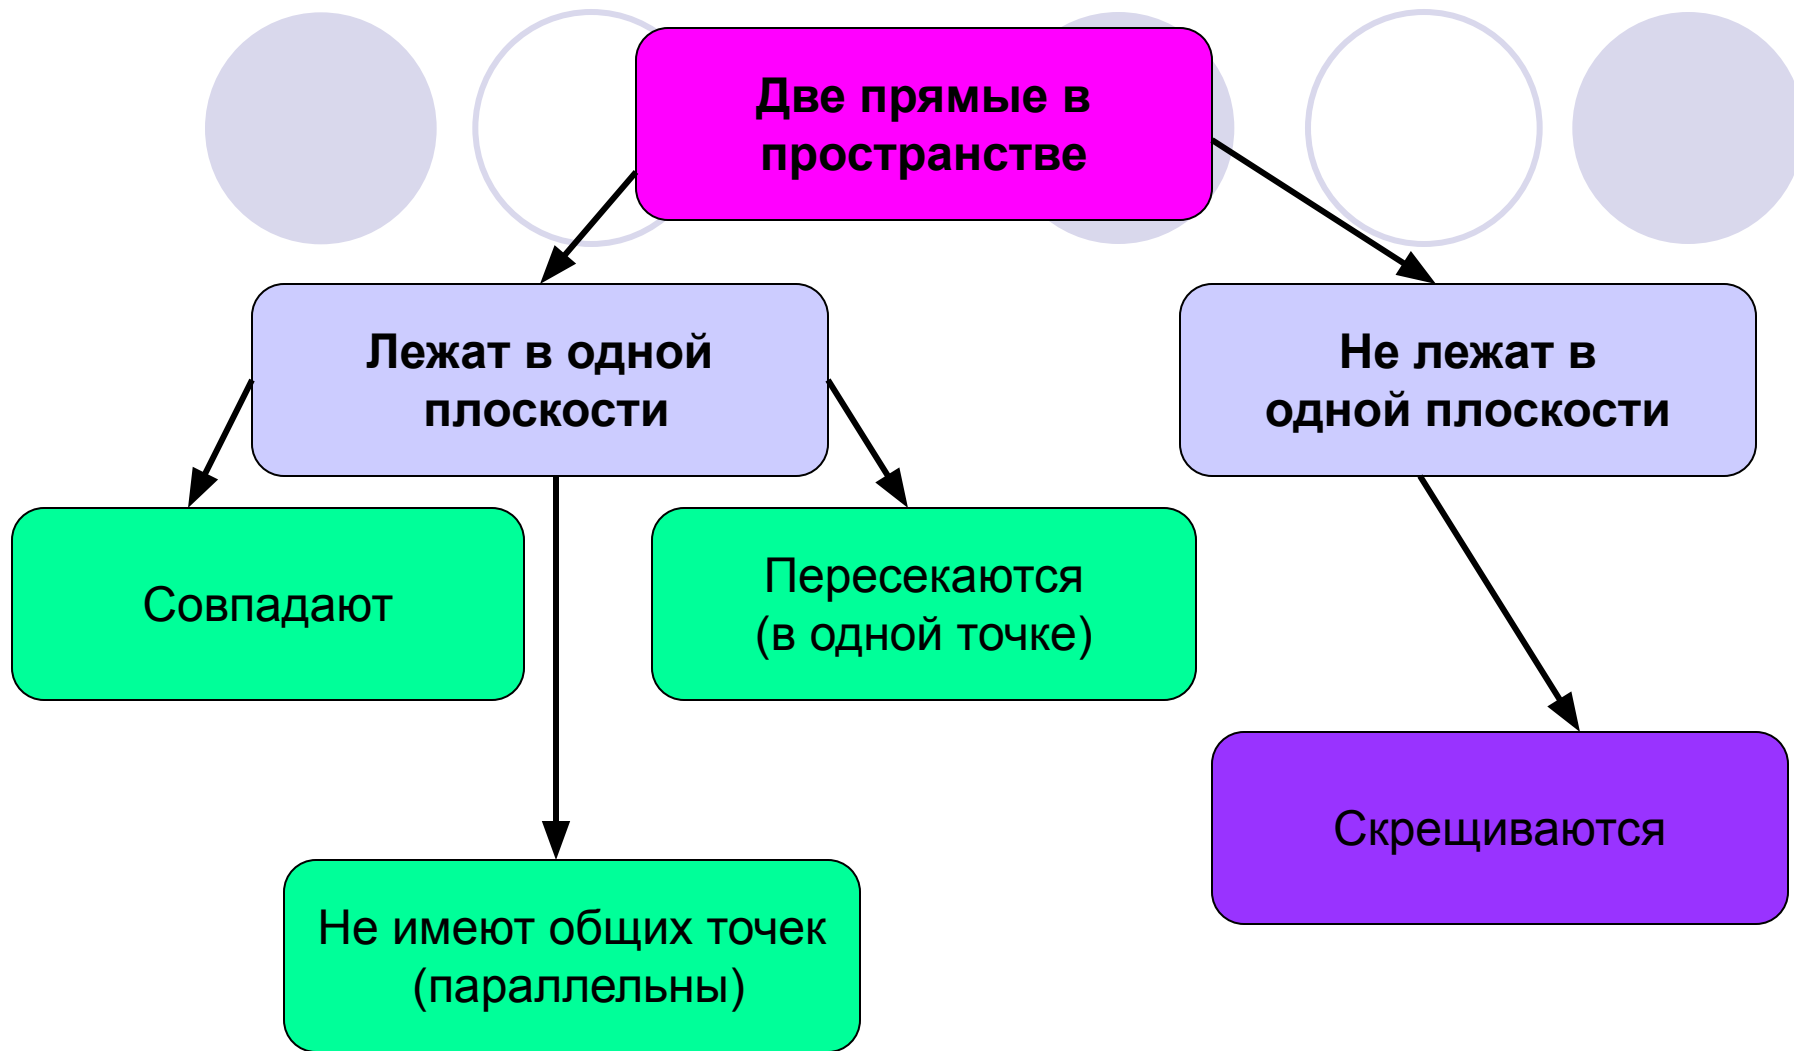 Две прямые в
пространстве
Лежат в одной
плоскости
Не лежат в
одной плоскости
Совпадают
Пересекаются
(в одной точке)
Скрещиваются
Не имеют общих точек
(параллельны)